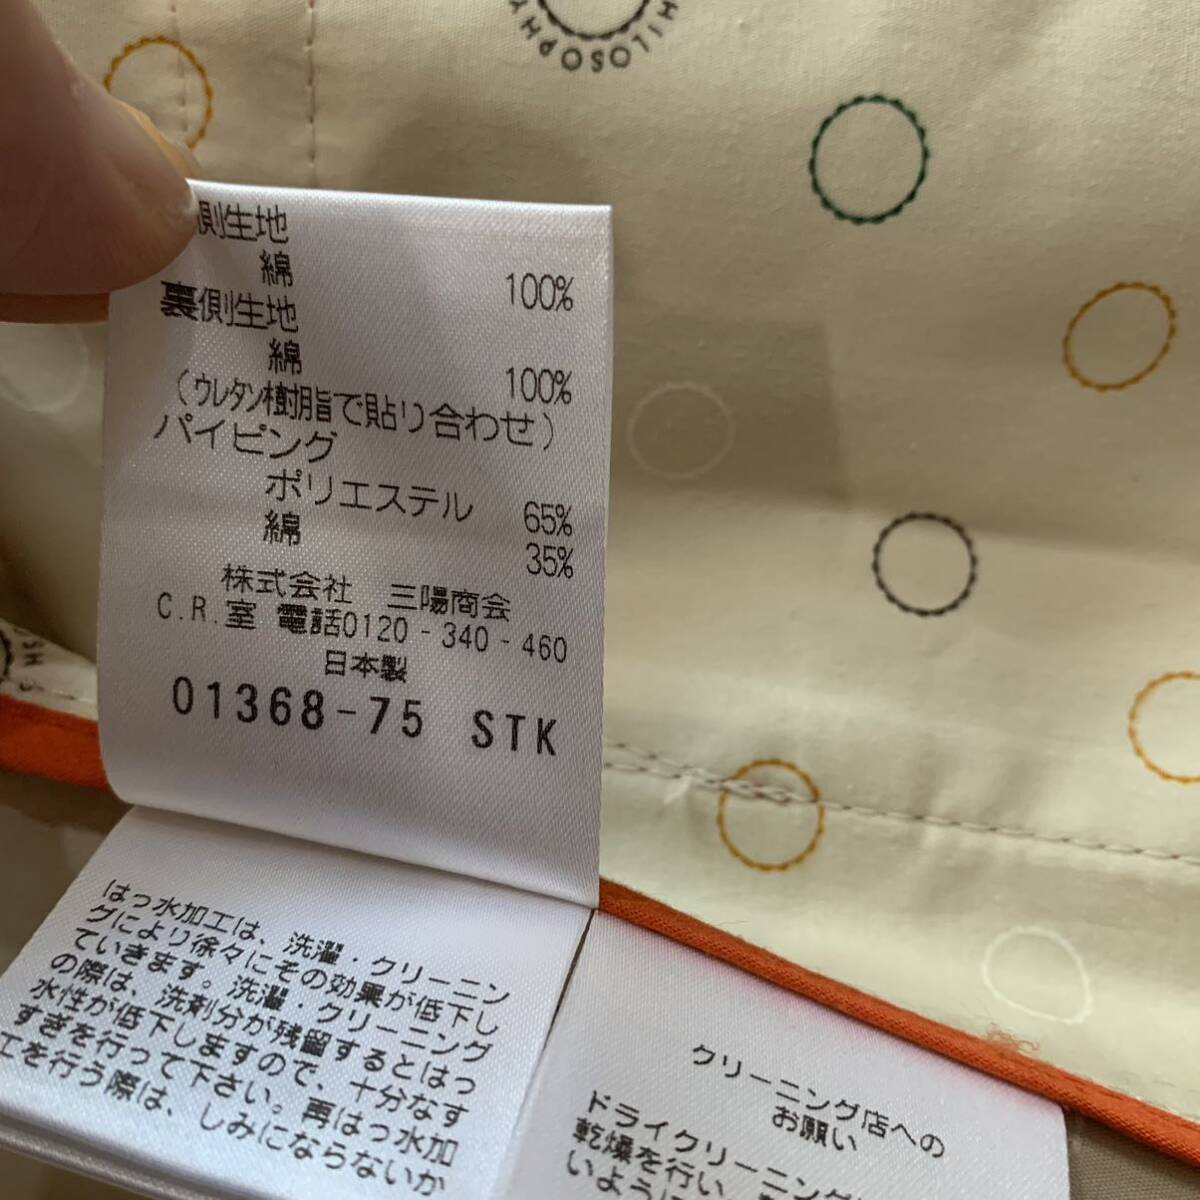 HILOSOPHY
側生地
綿 100%
裏側生地
綿 100%
(ウレタン樹脂で貼り合わせ)
パイピング
ポリエステル 65%
綿 35%
株式会社 三陽商会
C.R.室 電話0120-340-460
日本製
01368-75 STK
はっ水加工は、洗濯・クリーニン
グにより徐々にその効果が低下し
ていきます。洗濯・クリーニング
の際は、洗剤分が残留するとはっ
水性が低下しますので、十分なす
すぎを行って下さい。再はっ水加
工を行う際は、しみにならないか
クリーニング店への
お願い
ドライクリーニング
乾燥を行い、
いように